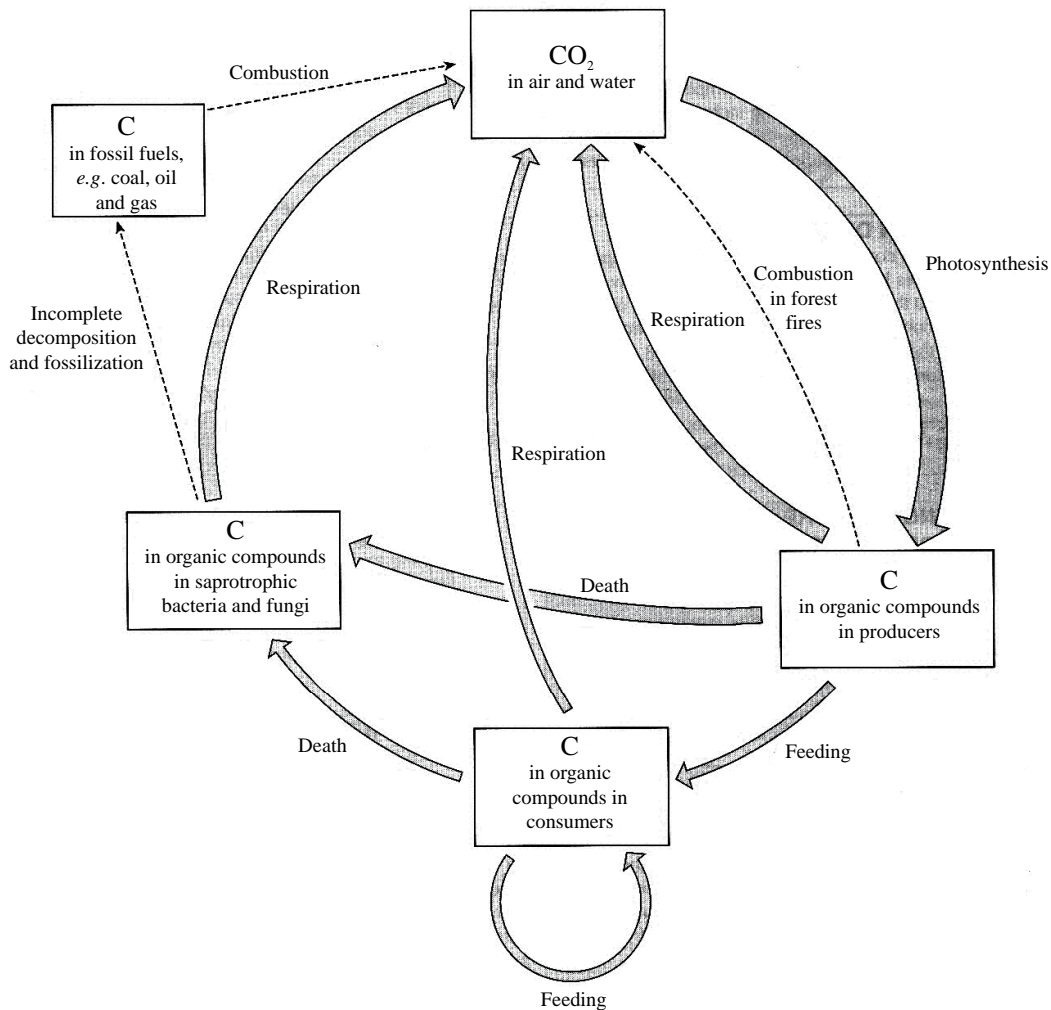 CO₂
in air and water
Combustion
C
in fossil fuels,
e.g. coal, oil
and gas
Respiration
Incomplete
decomposition
and fossilization
Photosynthesis
Combustion
in forest
fires
Respiration
Respiration
C
in organic compounds
in saprotrophic
bacteria and fungi
Death
C
in organic compounds
in producers
Death
C
in organic
compounds in
consumers
Feeding
Feeding